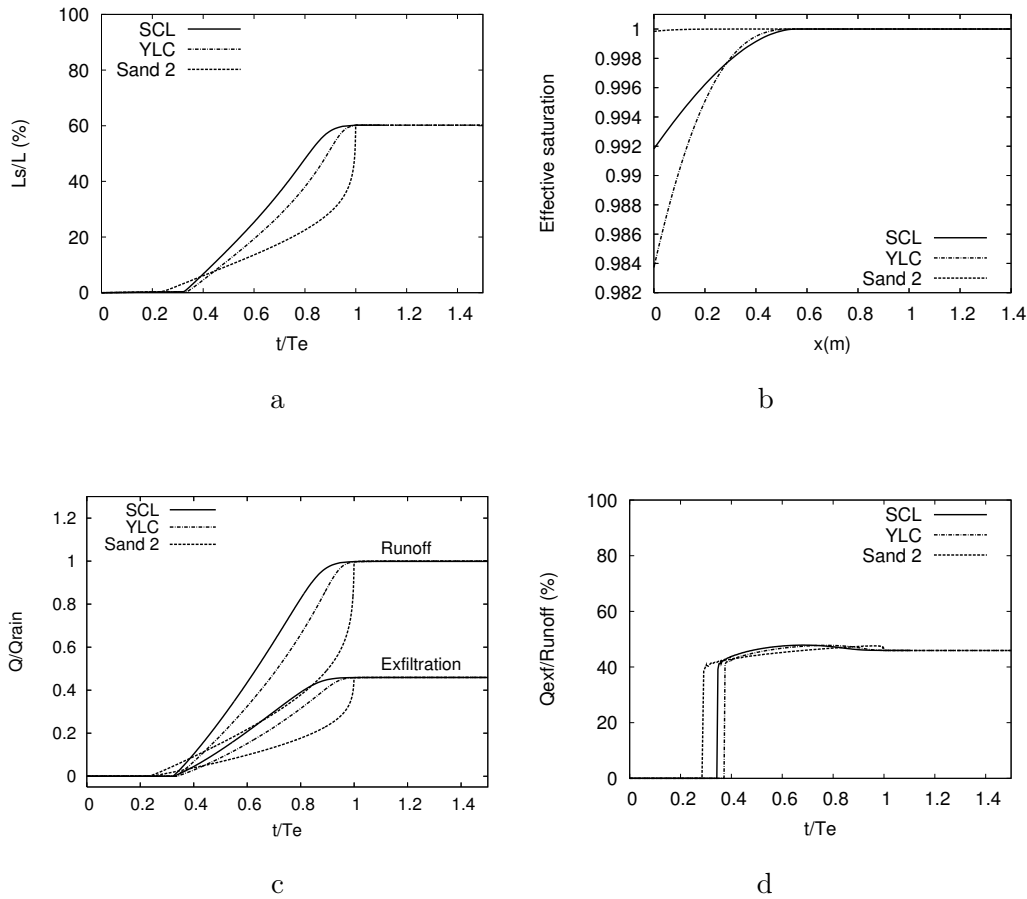 100
80
60
40
20
0
Ls/L (%)
0 0.2 0.4 0.6 0.8 1 1.2 1.4
t/Te
SCL
YLC
Sand 2
a
1
0.998
0.996
0.994
0.992
0.99
0.988
0.986
0.984
0.982
Effective saturation
0 0.2 0.4 0.6 0.8 1 1.2 1.4
x(m)
SCL
YLC
Sand 2
b
1.2
1
0.8
0.6
0.4
0.2
0
Q/Qrain
0 0.2 0.4 0.6 0.8 1 1.2 1.4
t/Te
SCL
YLC
Sand 2
Runoff
Exfiltration
c
100
80
60
40
20
0
Qexf/Runoff (%)
0 0.2 0.4 0.6 0.8 1 1.2 1.4
t/Te
SCL
YLC
Sand 2
d